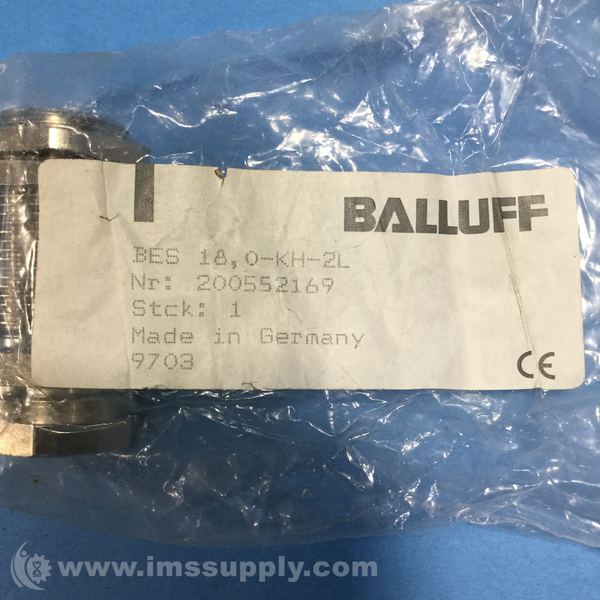 BALLUFF
BES 18,0-KH-2L
Nr: 200552169
Stck: 1
Made in Germany
9703
CE
www.imssupply.com